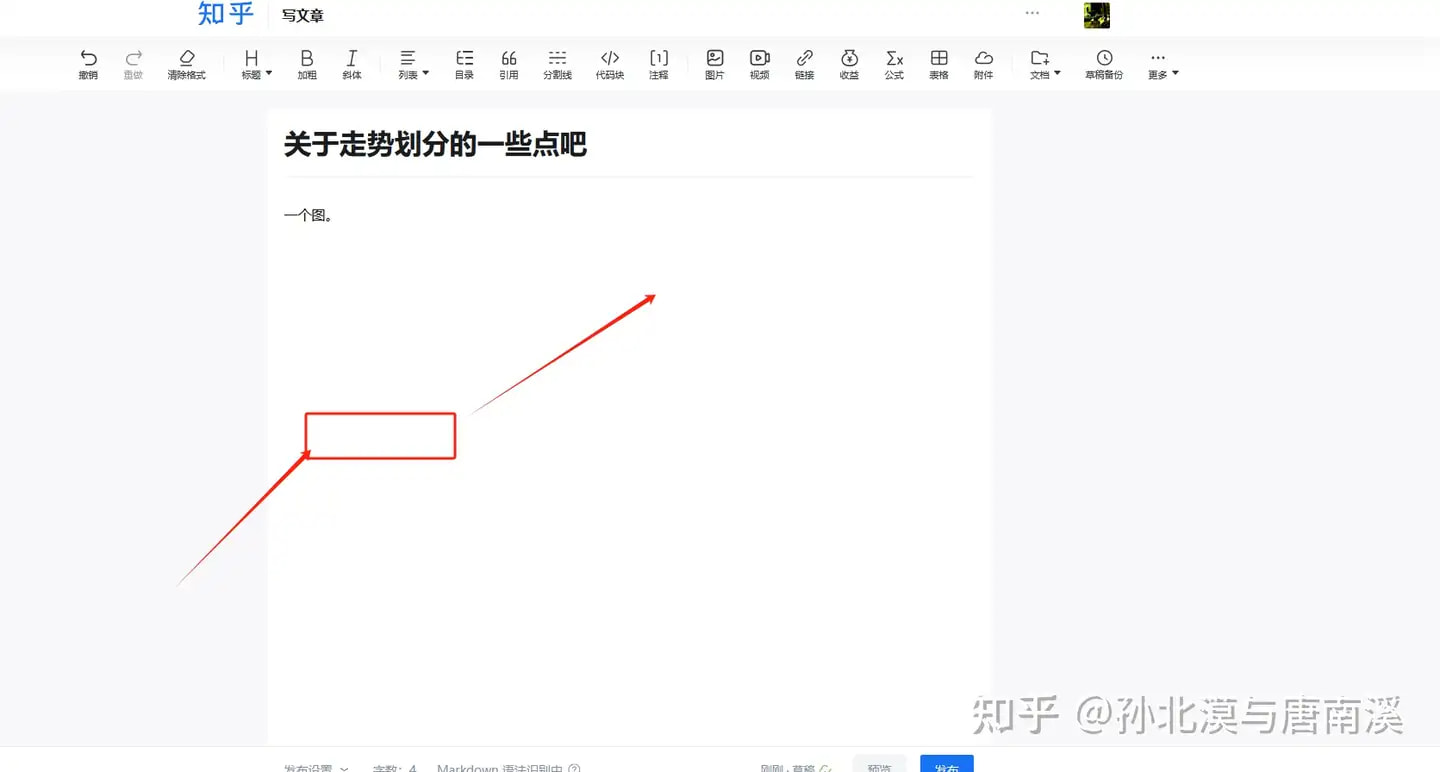 知乎 写文章 ...
撤销 重做 清除格式 H 标题 B 加粗 I 斜体 列表 目录 66 引用 分割线 </> 代码块 [1] 注释 图片 视频 链接 收益 Σx 公式 表格 附件 文档 草稿备份 ... 更多
关于走势划分的一些点吧
一个图。
知乎 @孙北漠与唐南溪
发布设置 字数：4 Markdown 语法识别中 ? 刚刚 · 草稿 预览 发布